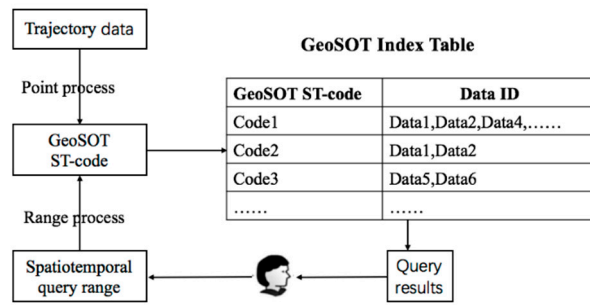 Trajectory data
GeoSOT Index Table
Point process
GeoSOT ST-code
Data ID
GeoSOT
ST-code
Code1
Data1,Data2,Data4,……
Code2
Data1,Data2
Code3
Data5,Data6
……
……
Range process
Spatiotemporal
query range
Query
results